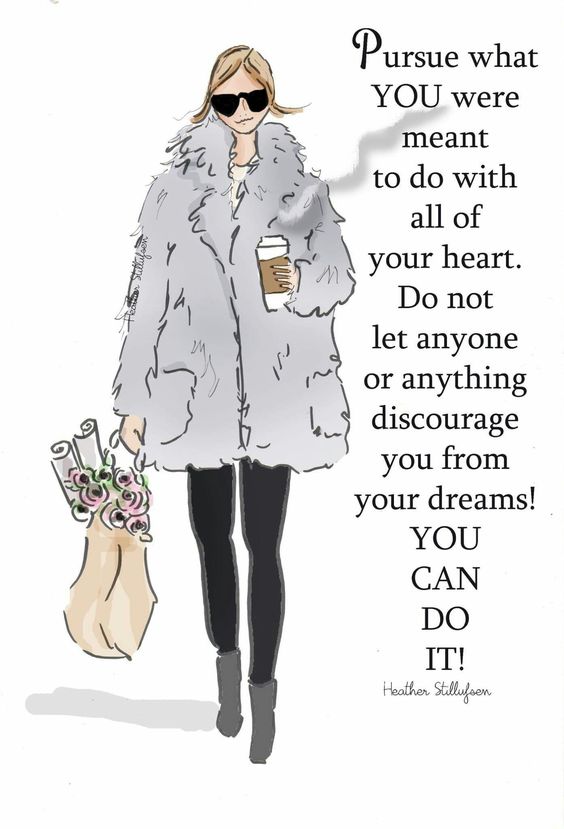 Pursue what
YOU were
meant
to do with
all of
your heart.
Do not
let anyone
or anything
discourage
you from
your dreams!
YOU
CAN
DO
IT!
Heather Stillufsen
Heather Stillufsen